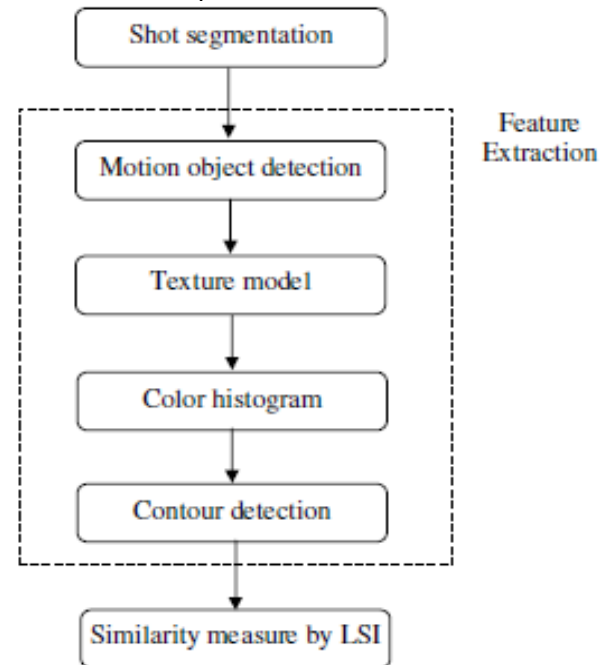 Shot segmentation
Feature
Extraction
Motion object detection
Texture model
Color histogram
Contour detection
Similarity measure by LSI